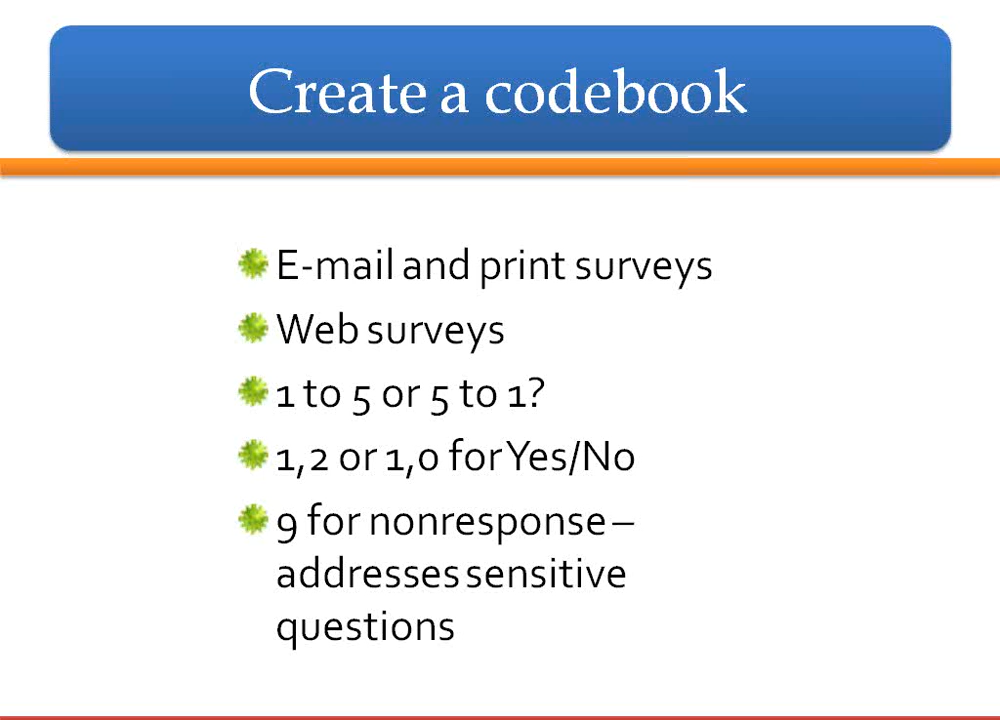 Create a codebook
E-mail and print surveys
Web surveys
1 to 5 or 5 to 1?
1,2 or 1,0 for Yes/No
9 for nonresponse –
addresses sensitive
questions